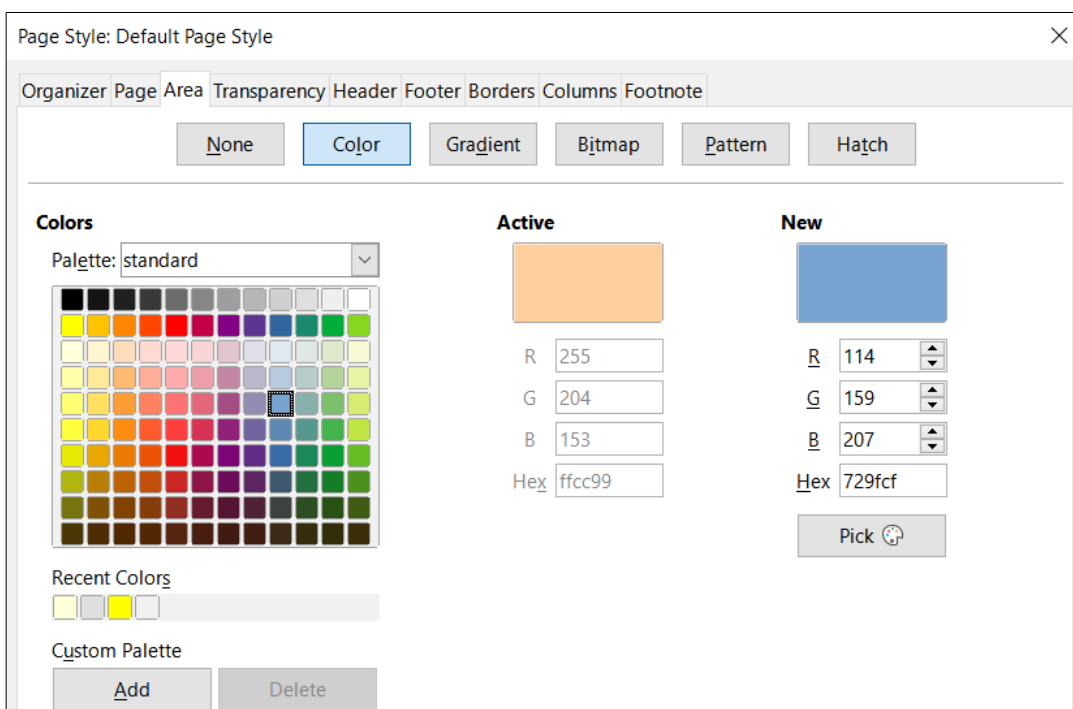 Page Style: Default Page Style
Organizer Page Area Transparency Header Footer Borders Columns Footnote
None Color Gradient Bitmap Pattern Hatch
Colors Active New
Palette: standard
R 255 R 114
G 204 G 159
B 153 B 207
Hex ffcc99 Hex 729fcf
Pick
Recent Colors
Custom Palette
Add Delete